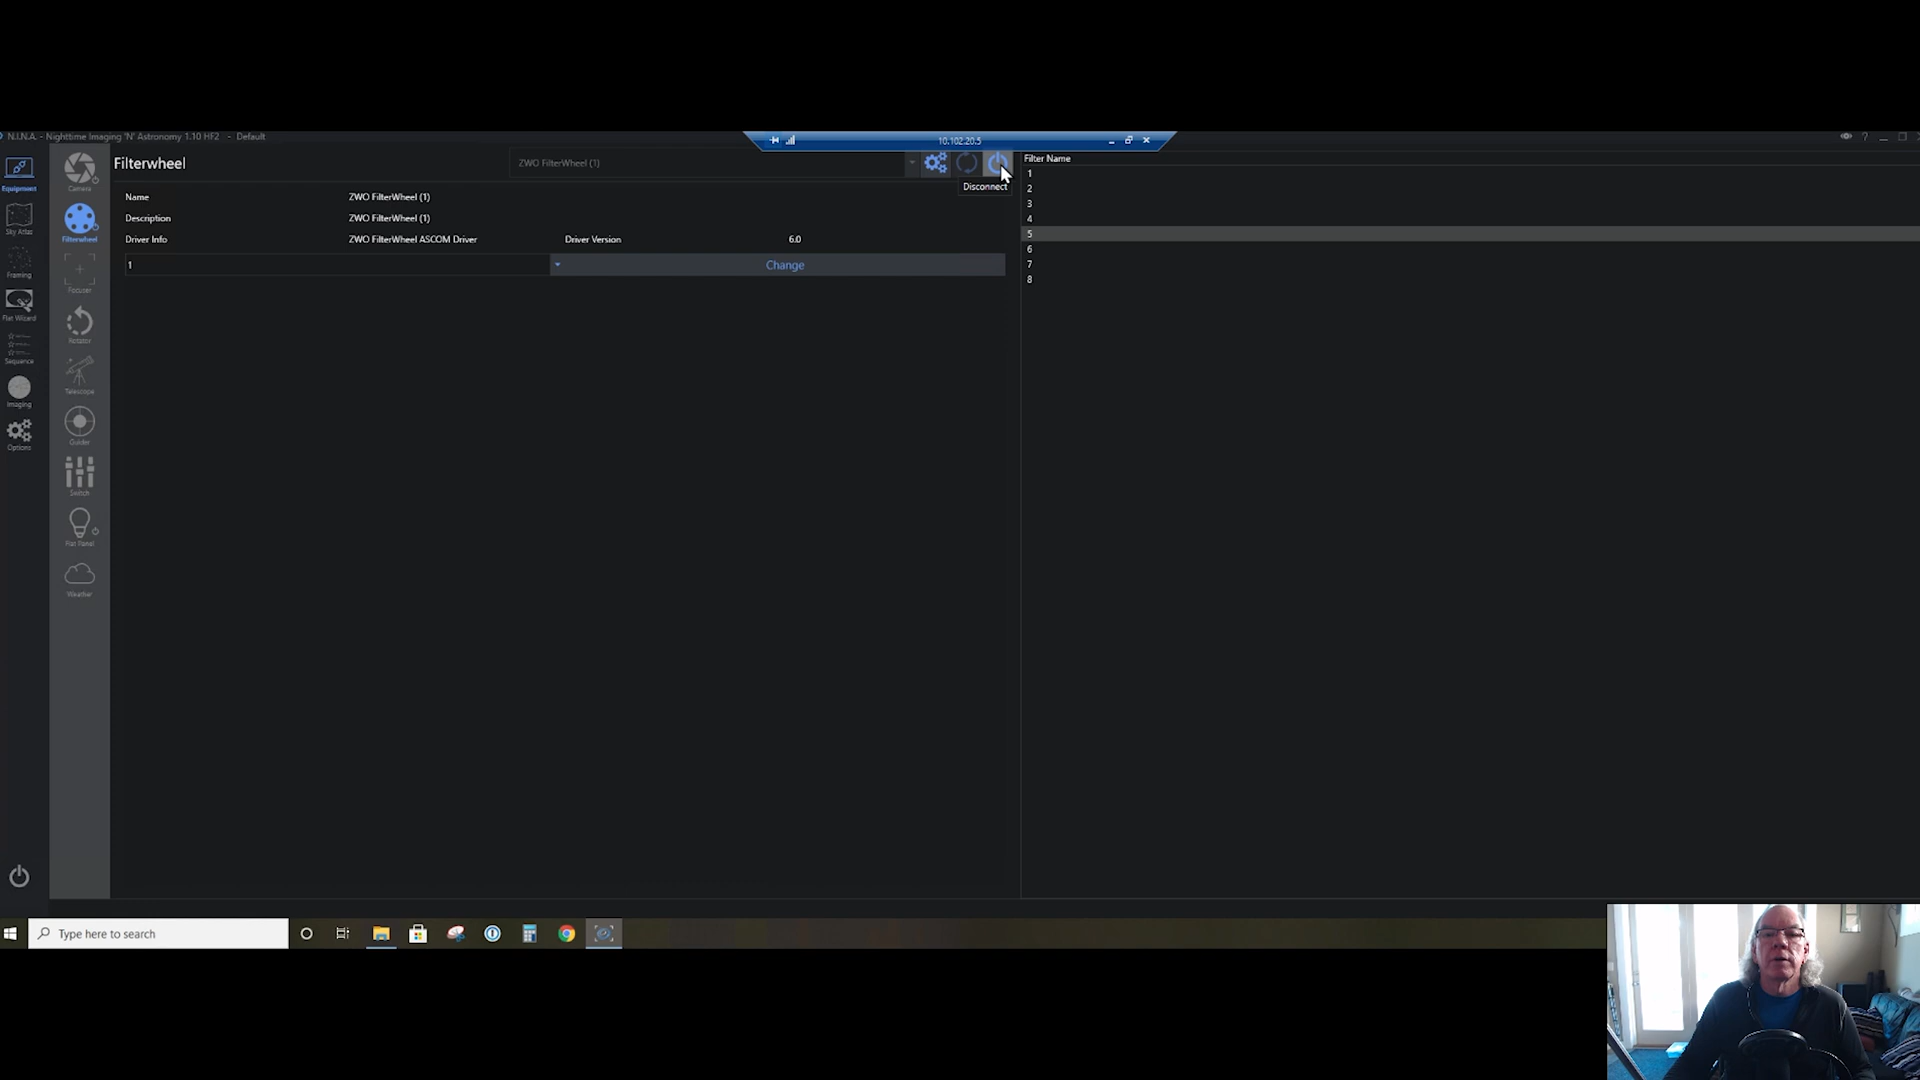 N.I.N.A. - Nighttime Imaging 'N' Astronomy 1.10 HF2 - Default
10.102.20.5
Equipment
Sky Atlas
Framing
Flat Wizard
Sequence
Imaging
Options
Camera
Filterwheel
Focuser
Rotator
Telescope
Guider
Switch
Flat Panel
Weather
Filterwheel
ZWO FilterWheel (1)
Disconnect
Name ZWO FilterWheel (1)
Description ZWO FilterWheel (1)
Driver Info ZWO FilterWheel ASCOM Driver Driver Version 6.0
1 Change
Filter Name
1
2
3
4
5
6
7
8
Type here to search